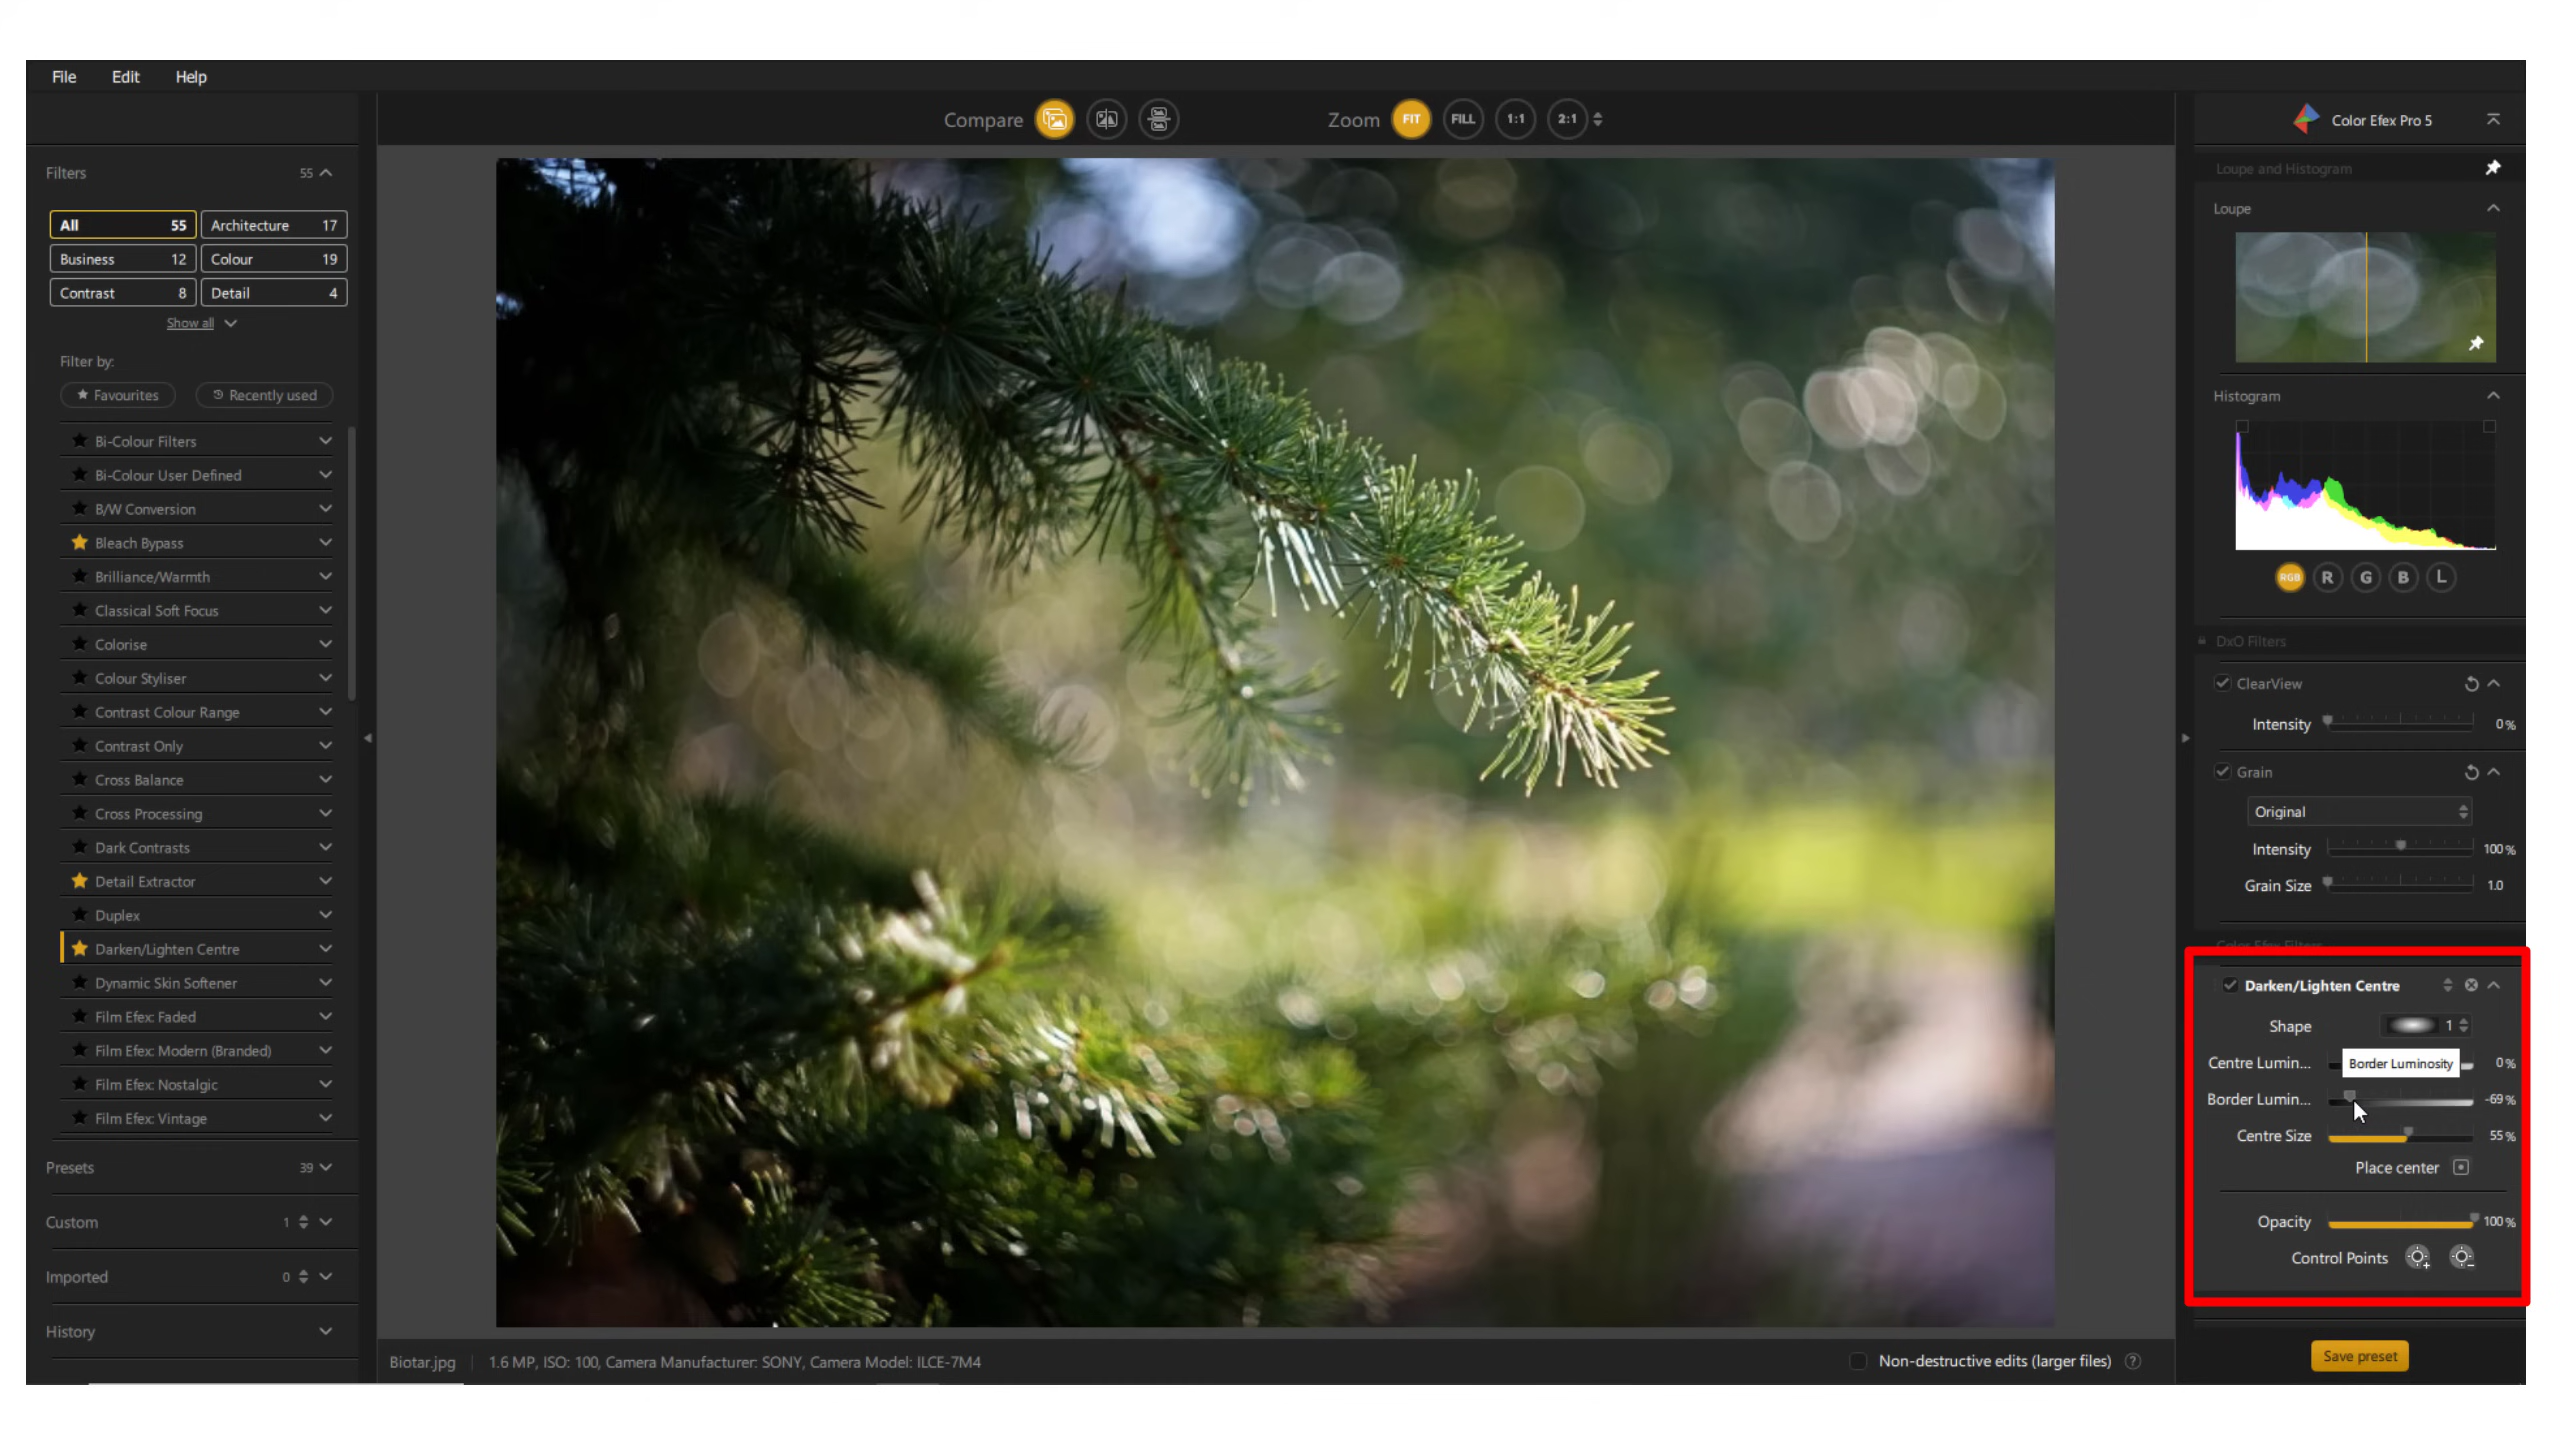 File Edit Help
Compare Zoom FIT FILL 1:1 2:1
Color Efex Pro 5
Filters 55
All 55 Architecture 17
Business 12 Colour 19
Contrast 8 Detail 4
Show all
Filter by:
Favourites Recently used
Bi-Colour Filters
Bi-Colour User Defined
B/W Conversion
Bleach Bypass
Brilliance/Warmth
Classical Soft Focus
Colorise
Colour Styliser
Contrast Colour Range
Contrast Only
Cross Balance
Cross Processing
Dark Contrasts
Detail Extractor
Duplex
Darken/Lighten Centre
Dynamic Skin Softener
Film Efex: Faded
Film Efex: Modern (Branded)
Film Efex: Nostalgic
Film Efex: Vintage
Presets 39
Custom 1
Imported 0
History
Biotar.jpg 1.6 MP, ISO: 100, Camera Manufacturer: SONY, Camera Model: ILCE-7M4
Non-destructive edits (larger files) ?
Loupe and Histogram
Loupe
Histogram
RGB R G B L
DxO Filters
ClearView
Intensity 0%
Grain
Original
Intensity 100%
Grain Size 1.0
Color Efex Filters
Darken/Lighten Centre
Shape 1
Centre Lumin... Border Luminosity 0%
Border Lumin... -69%
Centre Size 55%
Place center
Opacity 100%
Control Points
Save preset